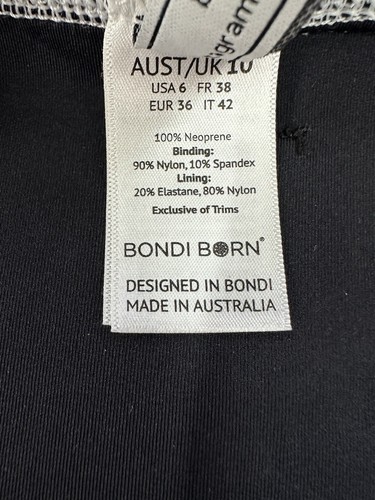 igram
AUST/UK 10
USA 6 FR 38
EUR 36 IT 42
100% Neoprene
Binding:
90% Nylon, 10% Spandex
Lining:
20% Elastane, 80% Nylon
Exclusive of Trims
BONDI BORN®
DESIGNED IN BONDI
MADE IN AUSTRALIA